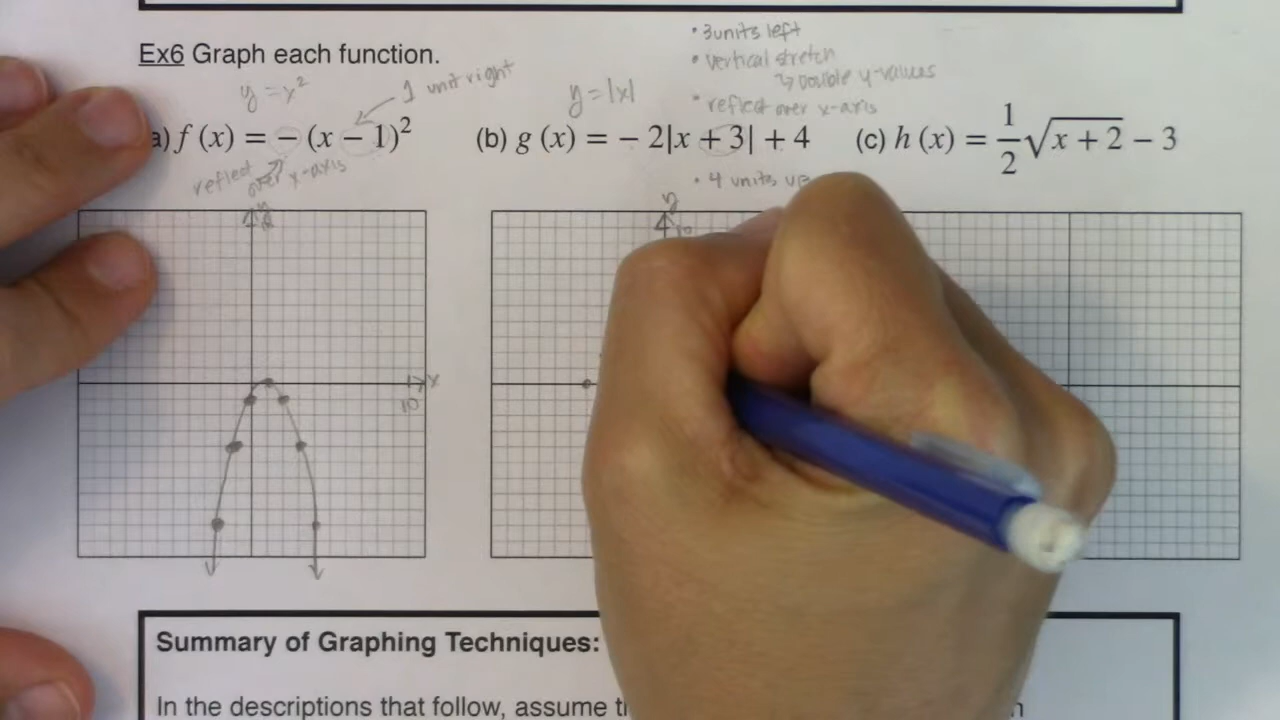 Ex6 Graph each function.
• 3 units left
• vertical stretch
↳ Double y-values
• reflect over x-axis
y = x²
1 unit right
y = |x|
a) f (x) = − (x − 1)²
(b) g (x) = − 2|x + 3| + 4
(c) h (x) = 1/2 √x + 2 − 3
reflect over x-axis
• 4 units up
y
y
x
10
Summary of Graphing Techniques:
In the descriptions that follow, assume